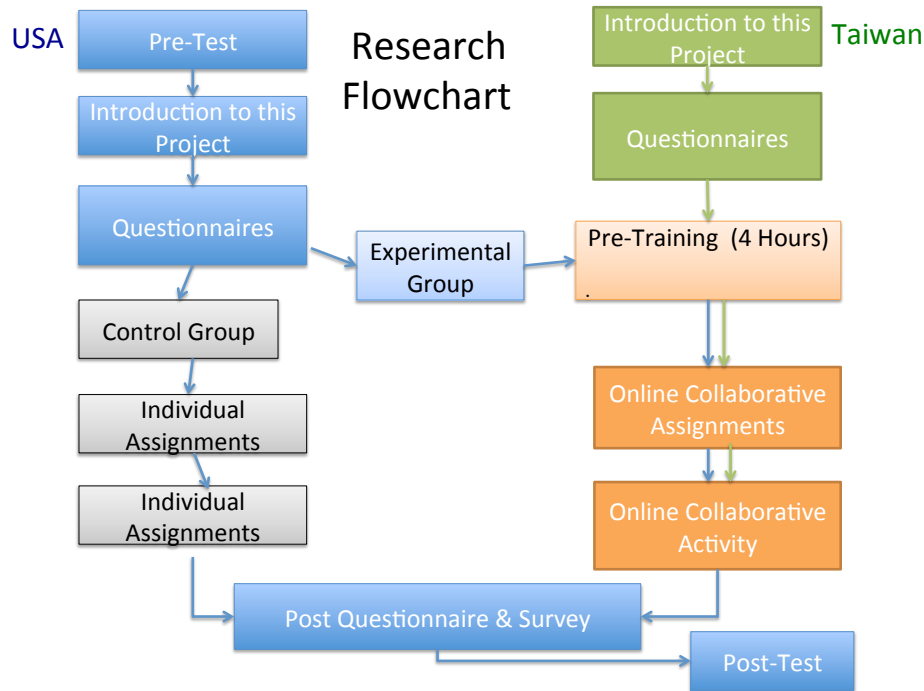 USA
Pre-Test
Research
Flowchart
Introduction to this
Project
Taiwan
Introduction to this
Project
Questionnaires
Questionnaires
Experimental
Group
Pre-Training  (4 Hours)
.
Control Group
Individual
Assignments
Online Collaborative
Assignments
Individual
Assignments
Online Collaborative
Activity
Post Questionnaire & Survey
Post-Test